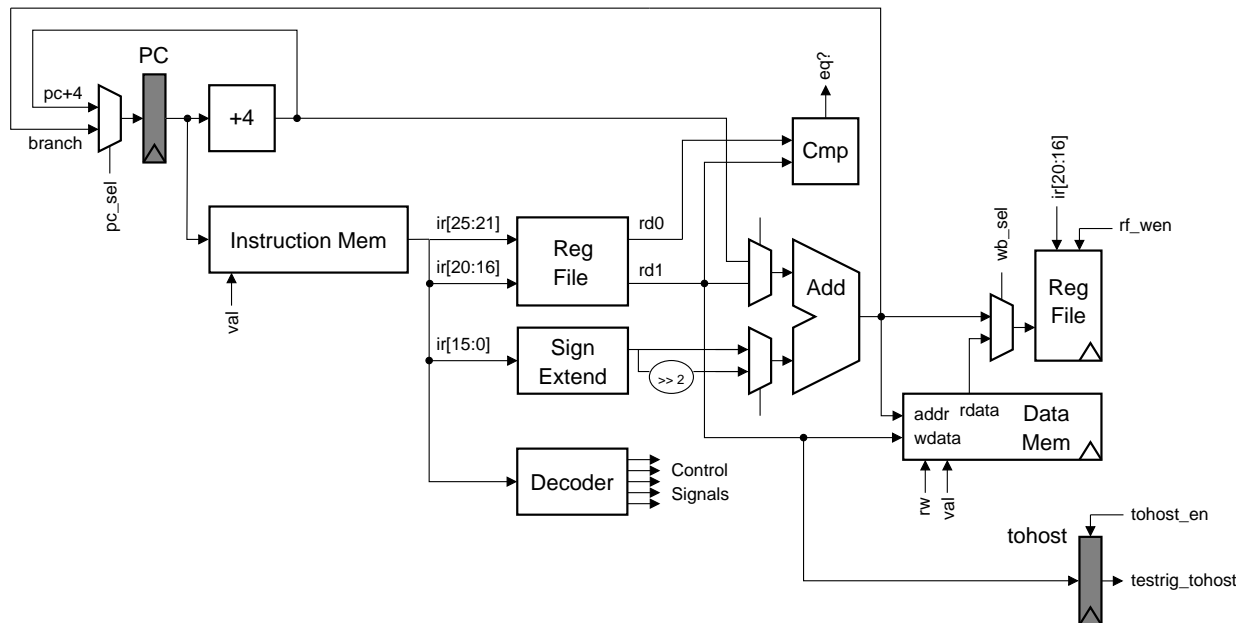 PC
eq?
pc+4
+4
branch
Cmp
pc_sel
ir[20:16]
Instruction Mem
ir[25:21]
rd0
rf_wen
wb_sel
Reg
File
ir[20:16]
rd1
Add
Reg
File
val
ir[15:0]
Sign
Extend
>> 2
addr
rdata
Data
wdata
Mem
Decoder
Control
Signals
rw
val
tohost_en
tohost
testrig_tohost